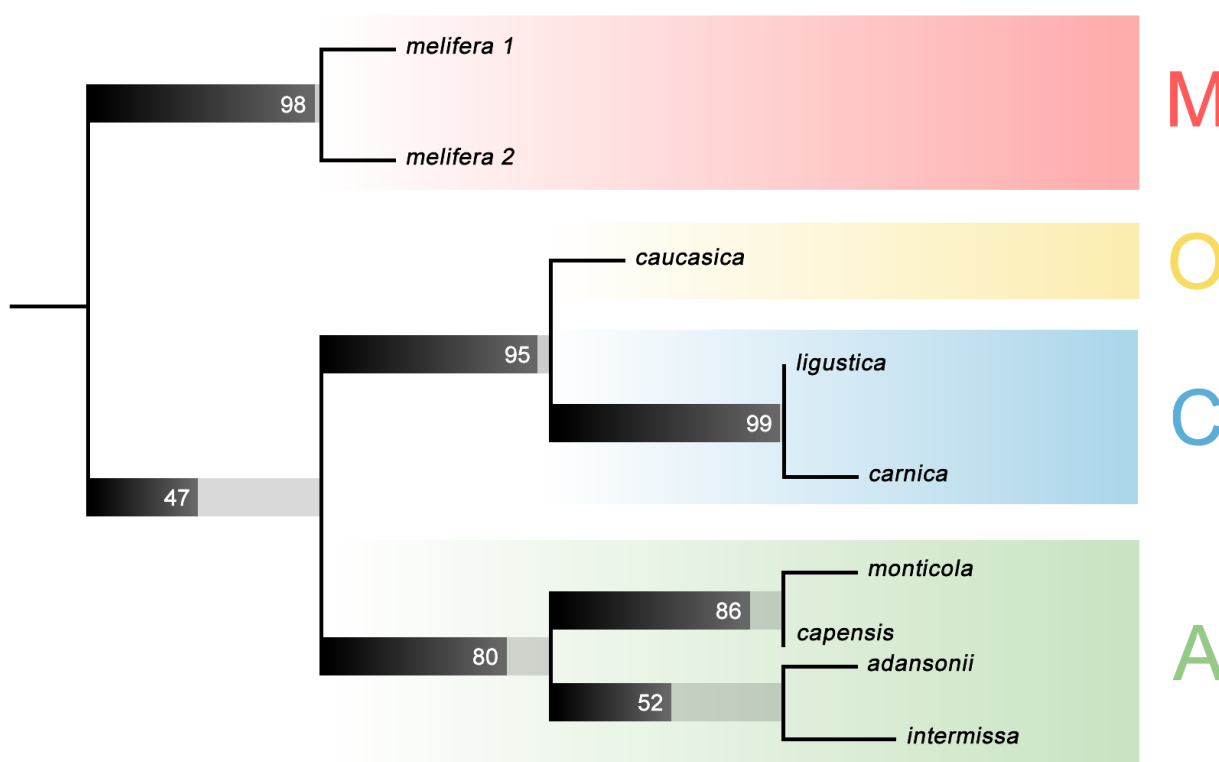 melifera 1
98
M
melifera 2
caucasica
O
95
ligustica
99
C
carnica
47
monticola
86
capensis
A
80
adansonii
52
intermissa